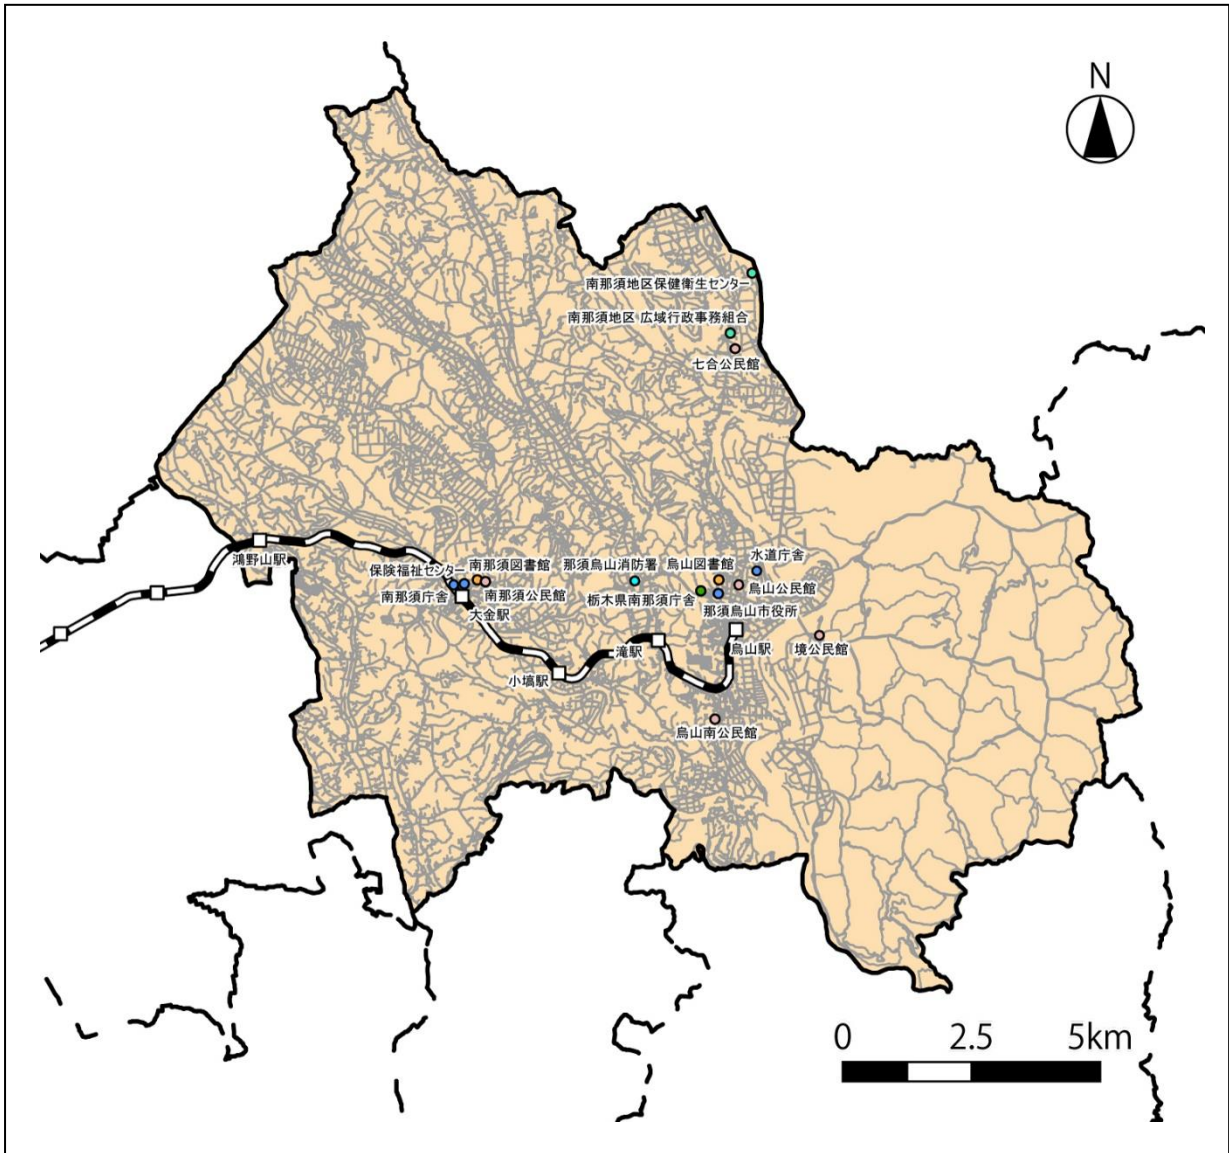 N
南那須地区保健衛生センター
南那須地区 広域行政事務組合
七合公民館
鴻野山駅
保険福祉センター
南那須図書館
那須烏山消防署
烏山図書館
水道庁舎
南那須庁舎
南那須公民館
栃木県南那須庁舎
烏山公民館
大金駅
那須烏山市役所
滝駅
烏山駅
境公民館
小塙駅
烏山南公民館
0 2.5 5km